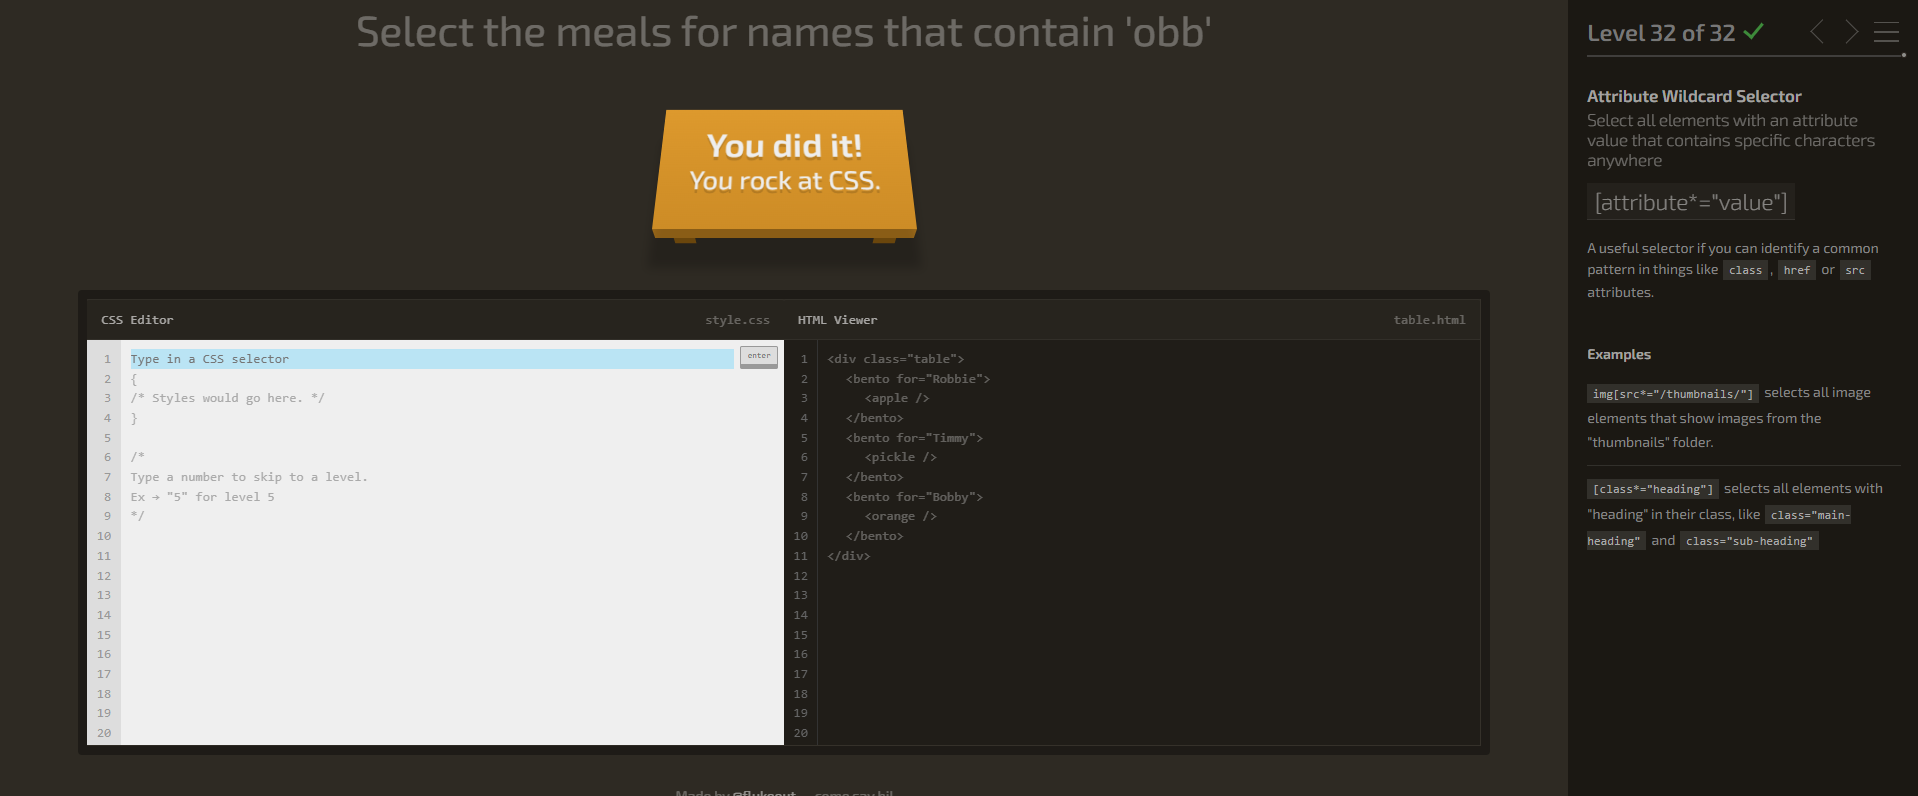 Select the meals for names that contain 'obb'
You did it!
You rock at CSS.
CSS Editor
style.css
1
Type in a CSS selector
enter
2
{
3
/* Styles would go here. */
4
}
5
6
/*
7
Type a number to skip to a level.
8
Ex → "5" for level 5
9
*/
10
11
12
13
14
15
16
17
18
19
20
HTML Viewer
table.html
1
<div class="table">
2
<bento for="Robbie">
3
<apple />
4
</bento>
5
<bento for="Timmy">
6
<pickle />
7
</bento>
8
<bento for="Bobby">
9
<orange />
10
</bento>
11
</div>
12
13
14
15
16
17
18
19
20
Level 32 of 32
Attribute Wildcard Selector
Select all elements with an attribute
value that contains specific characters
anywhere
[attribute*="value"]
A useful selector if you can identify a common
pattern in things like class , href or src
attributes.
Examples
img[src*="/thumbnails/"] selects all image
elements that show images from the
"thumbnails" folder.
[class*="heading"] selects all elements with
"heading" in their class, like class="main-
heading" and class="sub-heading"
Made by @flukeout